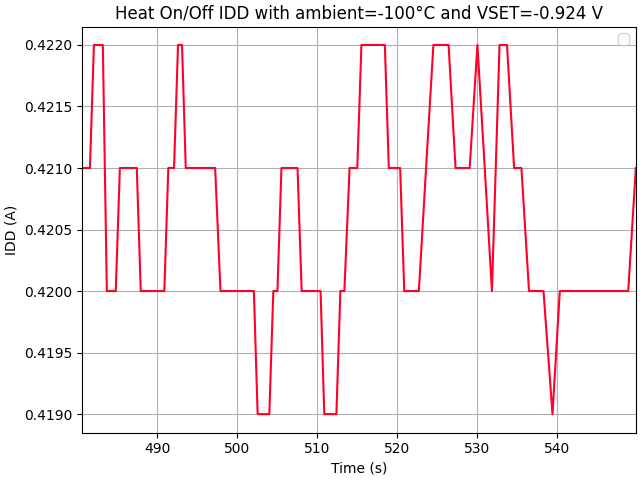 Heat On/Off IDD with ambient=-100°C and VSET=-0.924 V
0.4220
0.4215
0.4210
0.4205
0.4200
0.4195
0.4190
IDD (A)
490 500 510 520 530 540
Time (s)